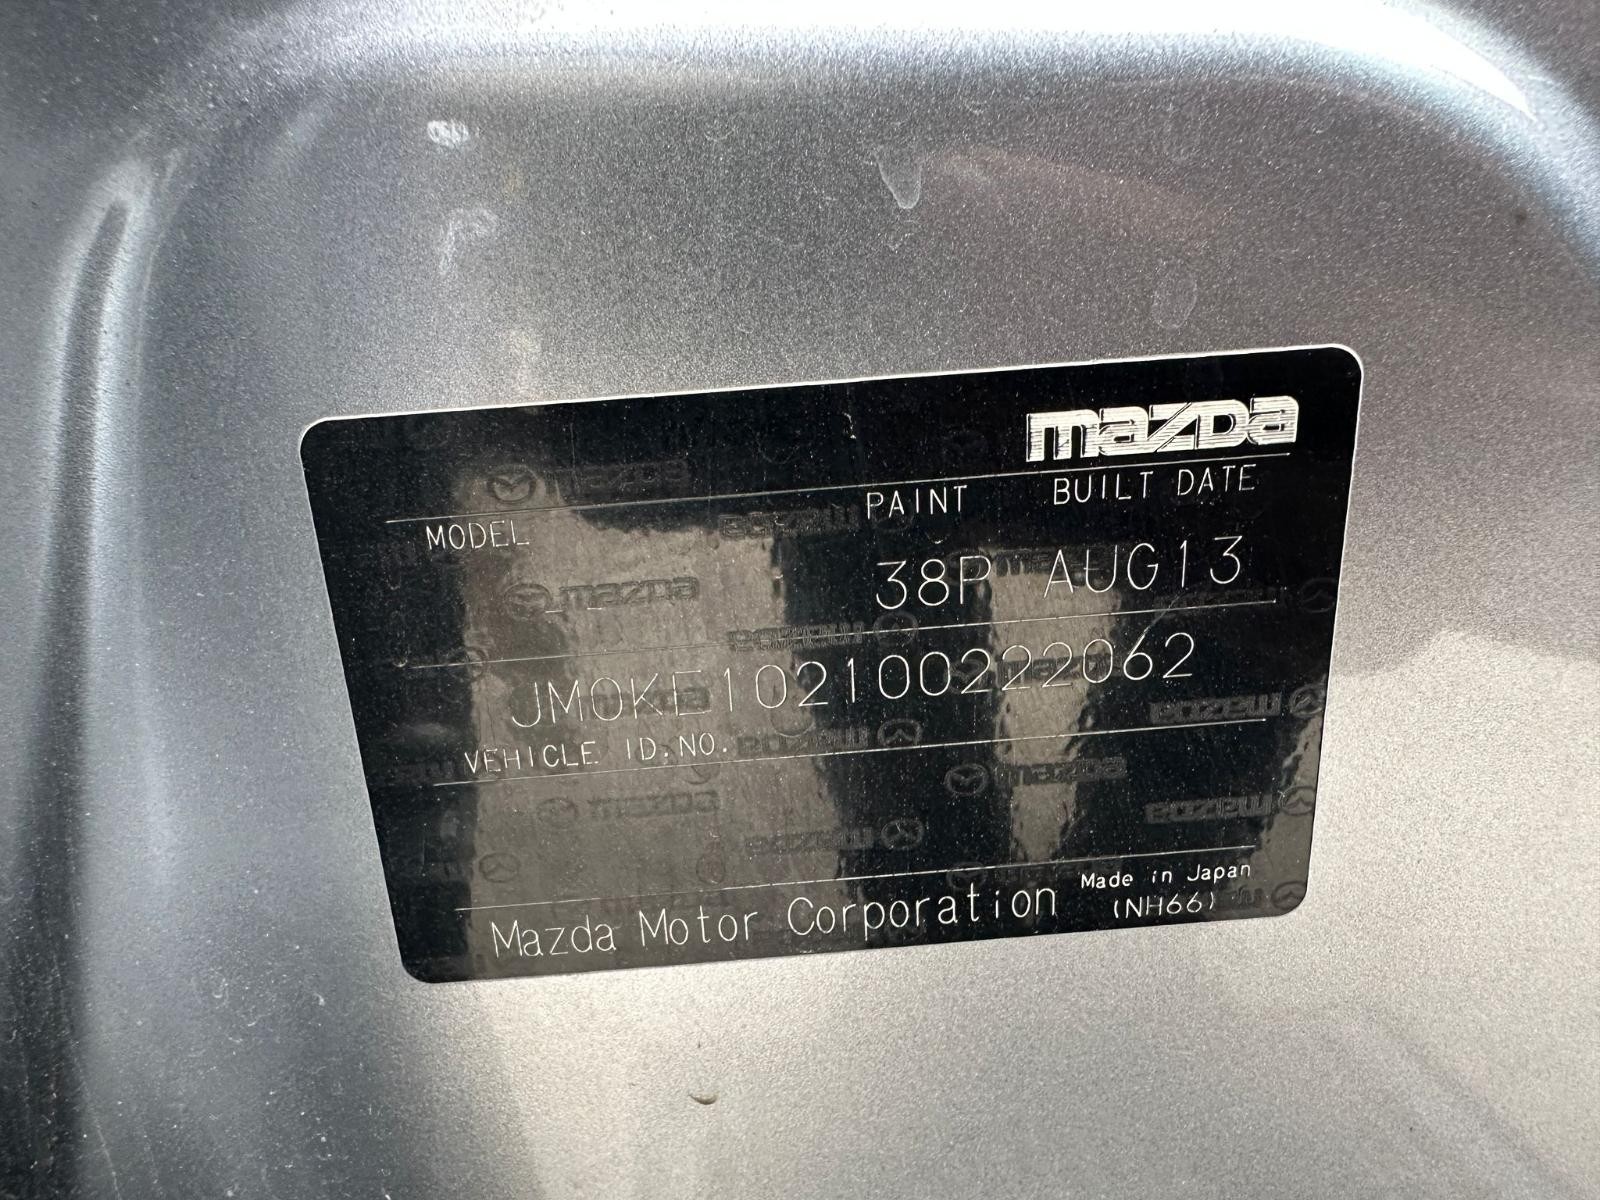 mazda
MODEL PAINT BUILT DATE
38P AUG13
JM0KE102100222062
VEHICLE ID.NO.
Mazda Motor Corporation Made in Japan
(NH66)